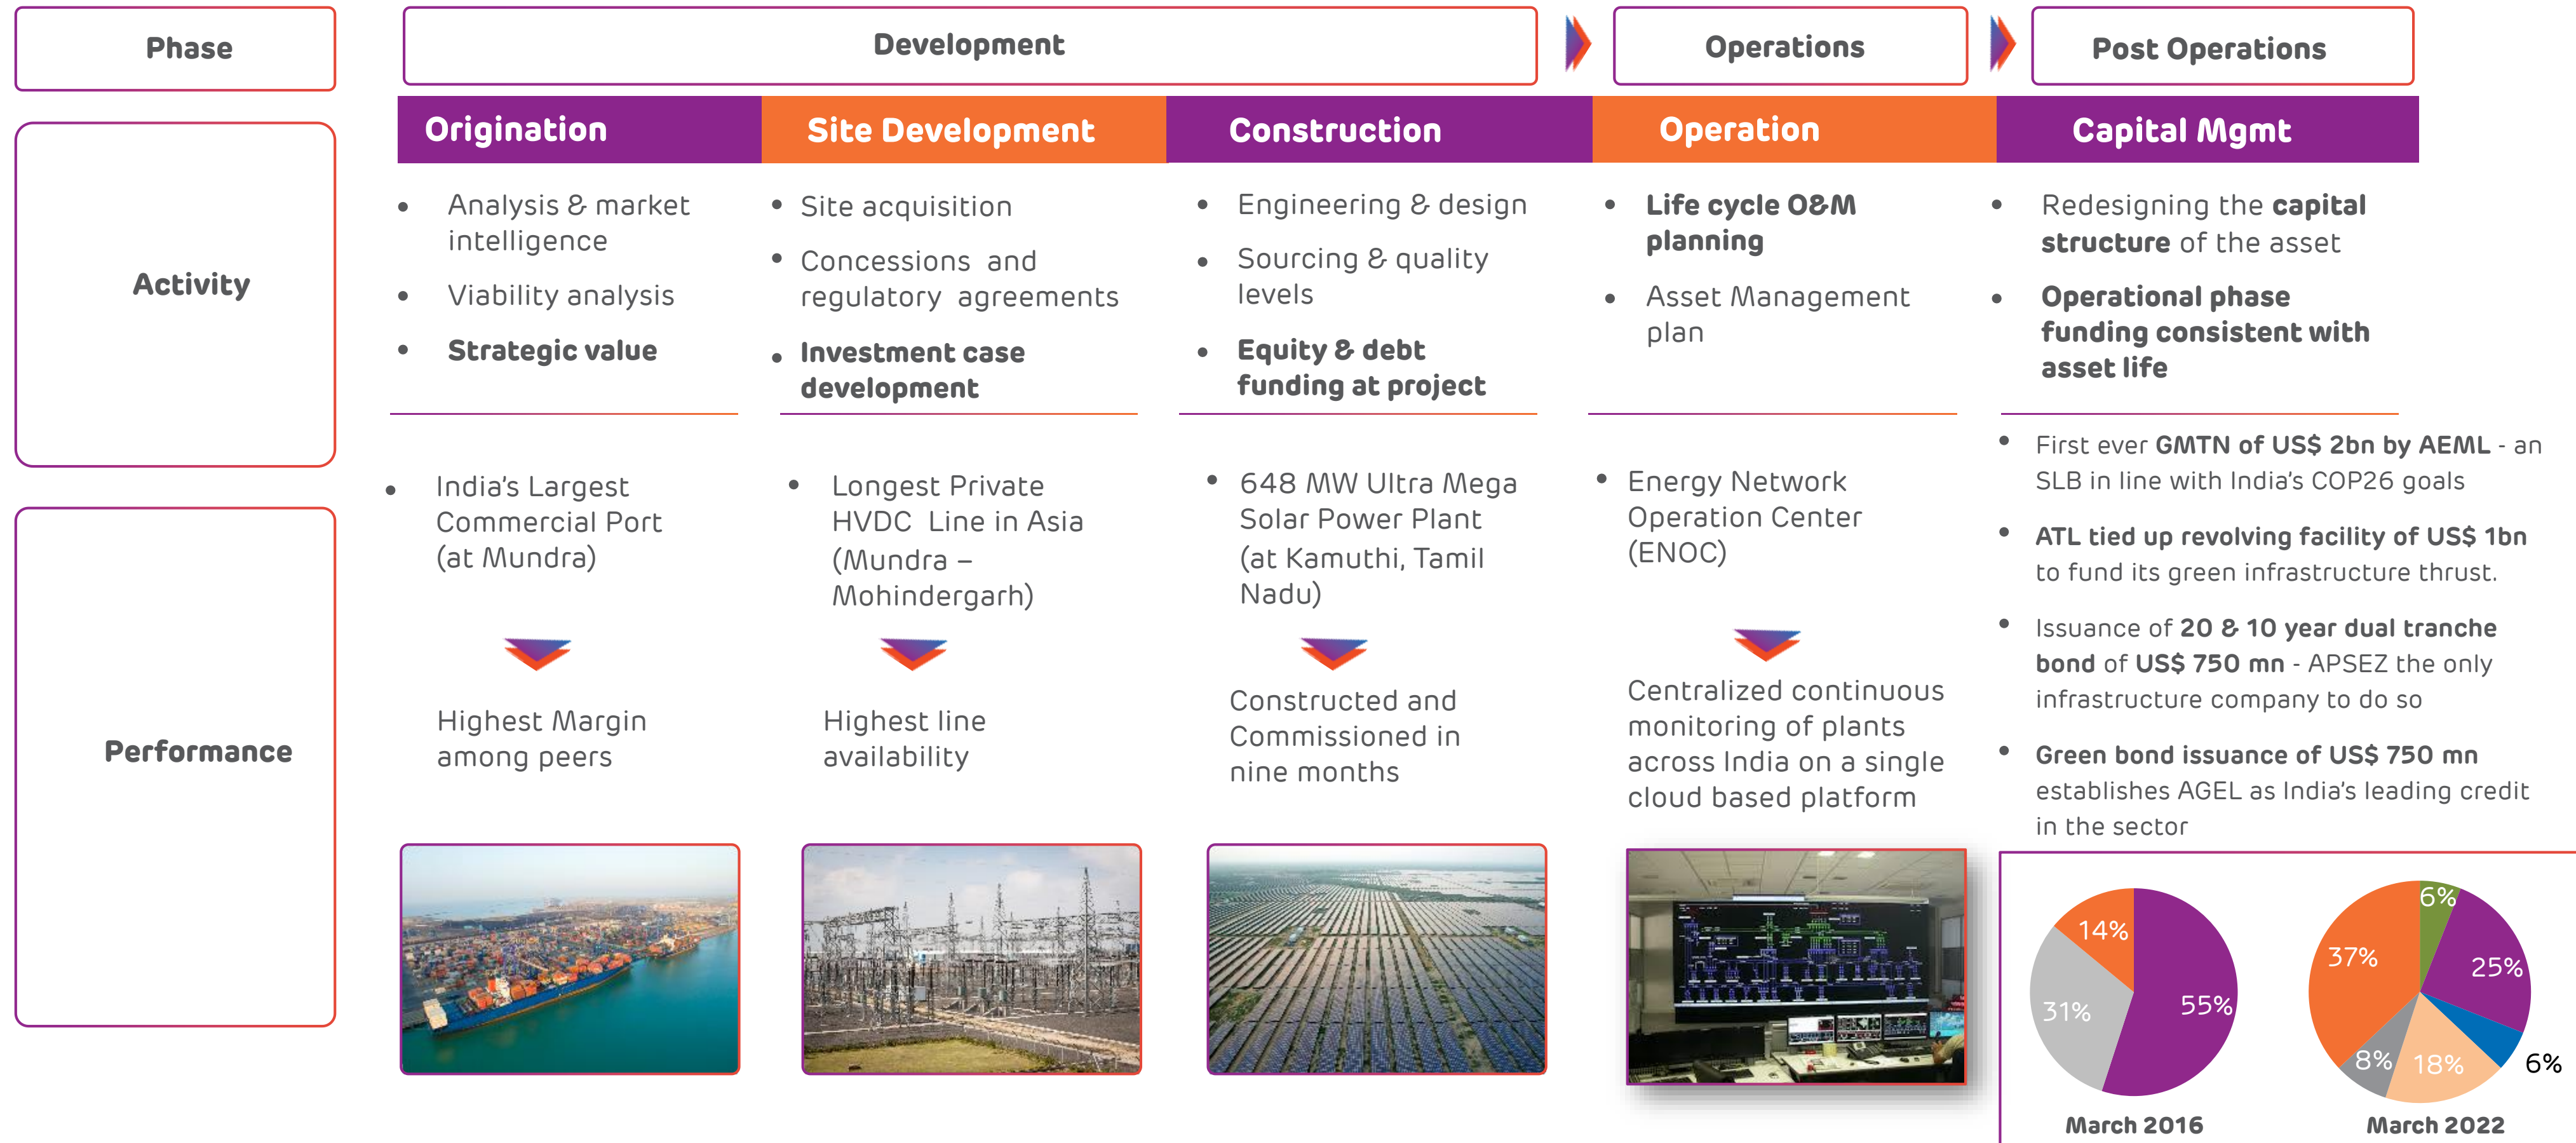 Phase
Development
Operations
Post Operations
Activity
Origination
Site Development
Construction
Operation
Capital Mgmt
• Analysis & market
intelligence
• Viability analysis
• Strategic value
• Site acquisition
• Concessions and
regulatory agreements
• Investment case
development
• Engineering & design
• Sourcing & quality
levels
• Equity & debt
funding at project
• Life cycle O&M
planning
• Asset Management
plan
• Redesigning the capital
structure of the asset
• Operational phase
funding consistent with
asset life
Performance
• India's Largest
Commercial Port
(at Mundra)
Highest Margin
among peers
• Longest Private
HVDC Line in Asia
(Mundra –
Mohindergarh)
Highest line
availability
• 648 MW Ultra Mega
Solar Power Plant
(at Kamuthi, Tamil
Nadu)
Constructed and
Commissioned in
nine months
• Energy Network
Operation Center
(ENOC)
Centralized continuous
monitoring of plants
across India on a single
cloud based platform
• First ever GMTN of US$ 2bn by AEML - an
SLB in line with India's COP26 goals
• ATL tied up revolving facility of US$ 1bn
to fund its green infrastructure thrust.
• Issuance of 20 & 10 year dual tranche
bond of US$ 750 mn - APSEZ the only
infrastructure company to do so
• Green bond issuance of US$ 750 mn
establishes AGEL as India's leading credit
in the sector
14%
31%
55%
March 2016
6%
37%
25%
8%
18%
6%
March 2022